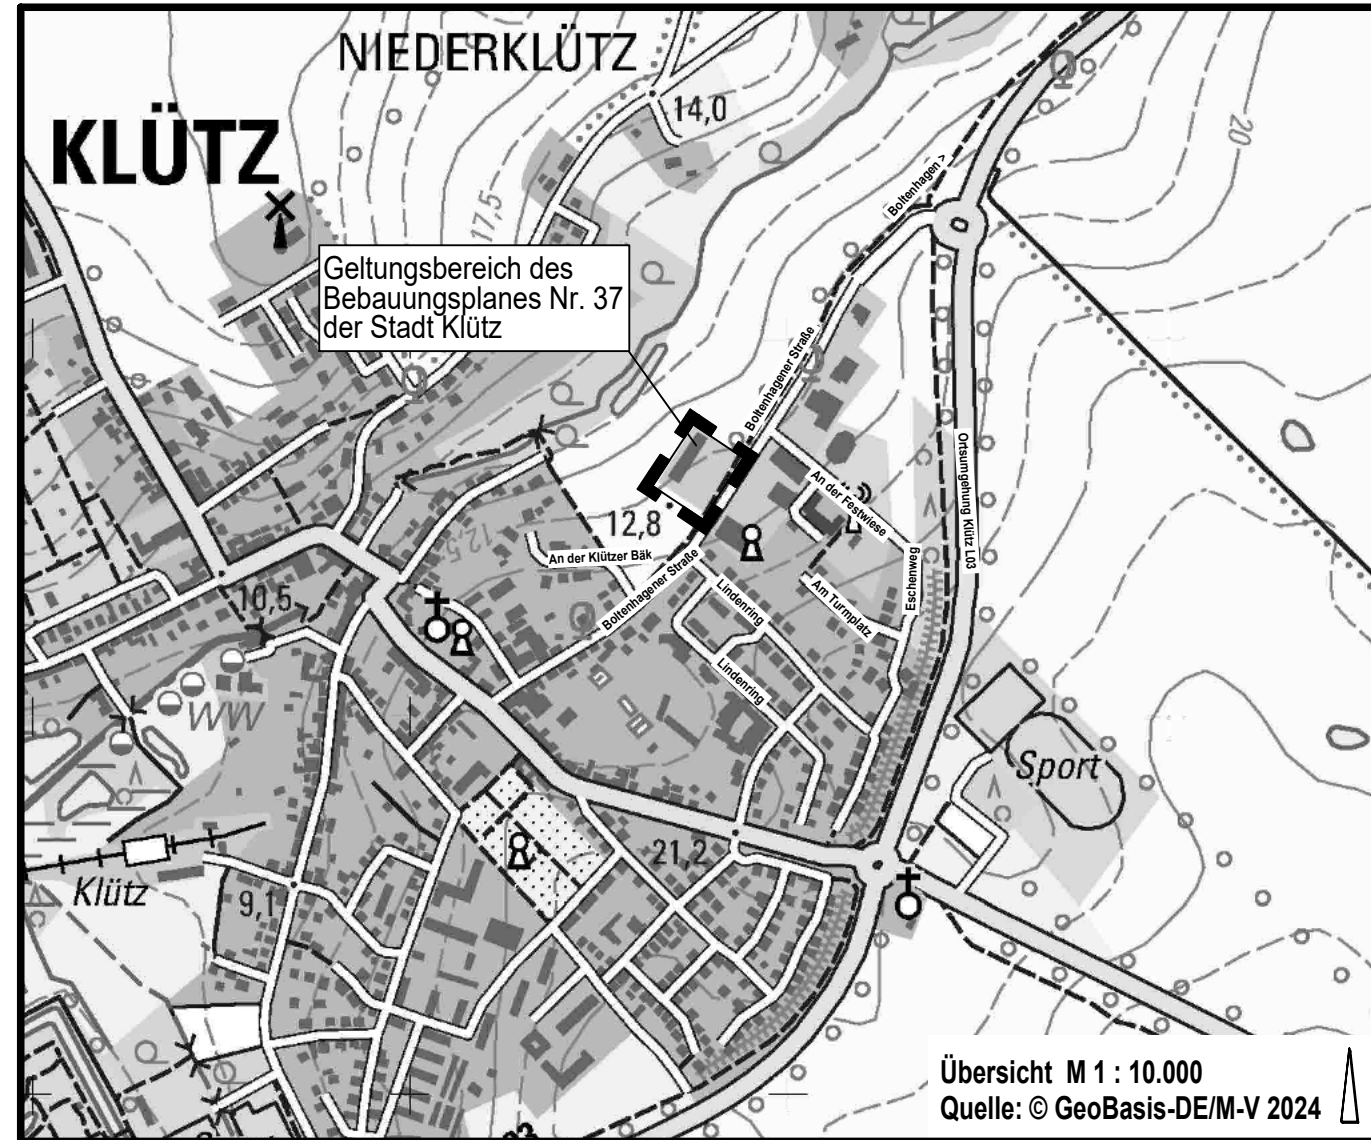 NIEDERKLÜTZ
KLÜTZ
14,0
20
17,5
Boltenhagen >
Geltungsbereich des
Bebauungsplanes Nr. 37
der Stadt Klütz
Boltenhagener Straße
Ortsumgehung Klütz L03
An der Festwiese
12,8
12,5
An der Klützer Bäk
Boltenhagener Straße
Eschenweg
Lindenring
Am Turmplatz
10,5
Lindenring
WW
Sport
21,2
Klütz
9,1
Übersicht M 1 : 10.000
Quelle: © GeoBasis-DE/M-V 2024